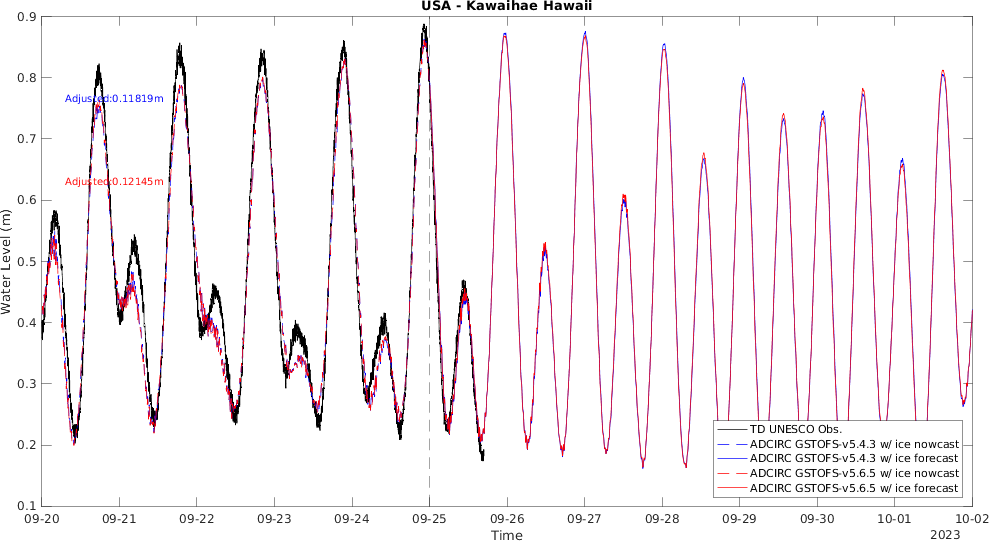 USA - Kawaihae Hawaii
Water Level (m)
0.9
0.8
0.7
0.6
0.5
0.4
0.3
0.2
0.1
Adjusted:0.11819m
Adjusted:0.12145m
TD UNESCO Obs.
ADCIRC GSTOFS-v5.4.3 w/ ice nowcast
ADCIRC GSTOFS-v5.4.3 w/ ice forecast
ADCIRC GSTOFS-v5.6.5 w/ ice nowcast
ADCIRC GSTOFS-v5.6.5 w/ ice forecast
09-20 09-21 09-22 09-23 09-24 09-25 09-26 09-27 09-28 09-29 09-30 10-01 10-02
Time 2023